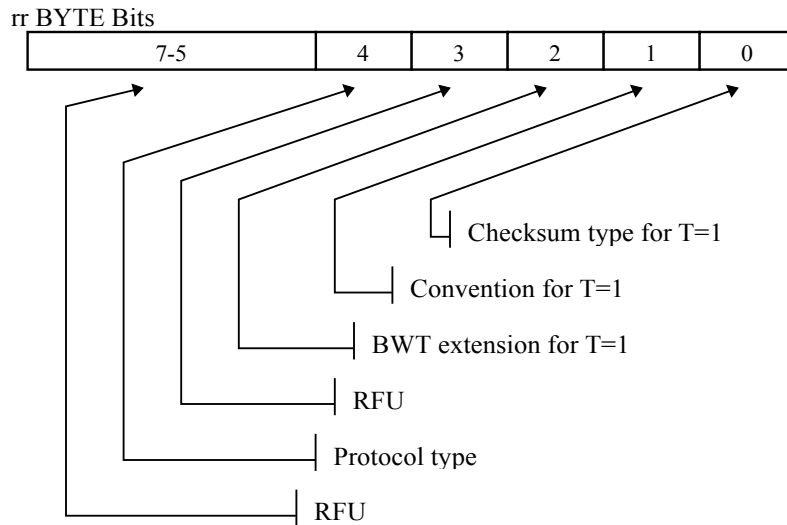 rr BYTE Bits
7-5 4 3 2 1 0
Checksum type for T=1
Convention for T=1
BWT extension for T=1
RFU
Protocol type
RFU